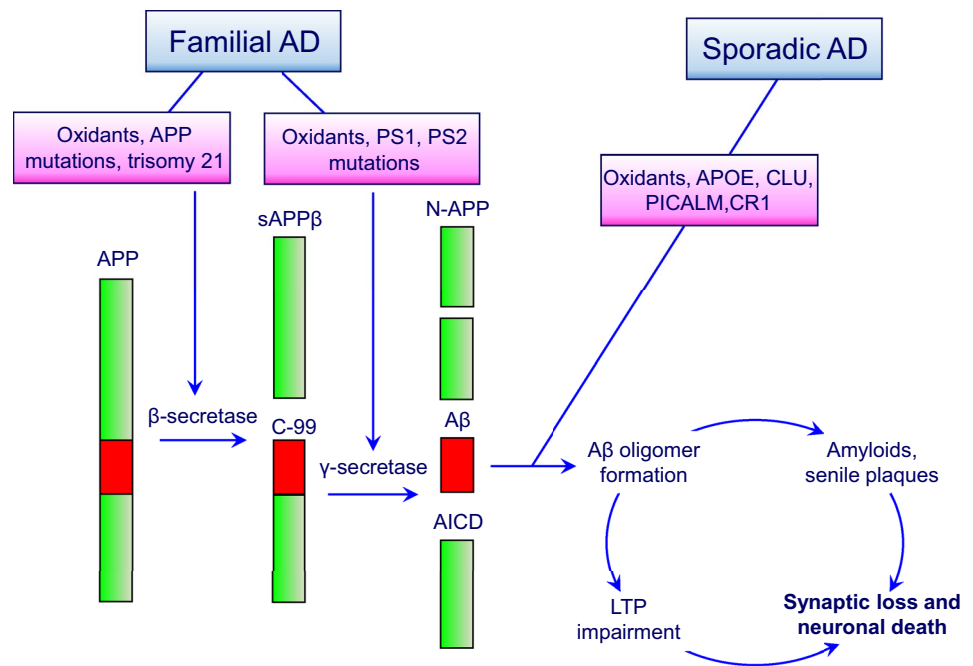 Familial AD
Sporadic AD
Oxidants, APP
mutations, trisomy 21
Oxidants, PS1, PS2
mutations
Oxidants, APOE, CLU,
PICALM,CR1
APP
sAPPβ
N-APP
β-secretase
C-99
γ-secretase
Aβ
AICD
Aβ oligomer
formation
Amyloids,
senile plaques
LTP
impairment
Synaptic loss and
neuronal death